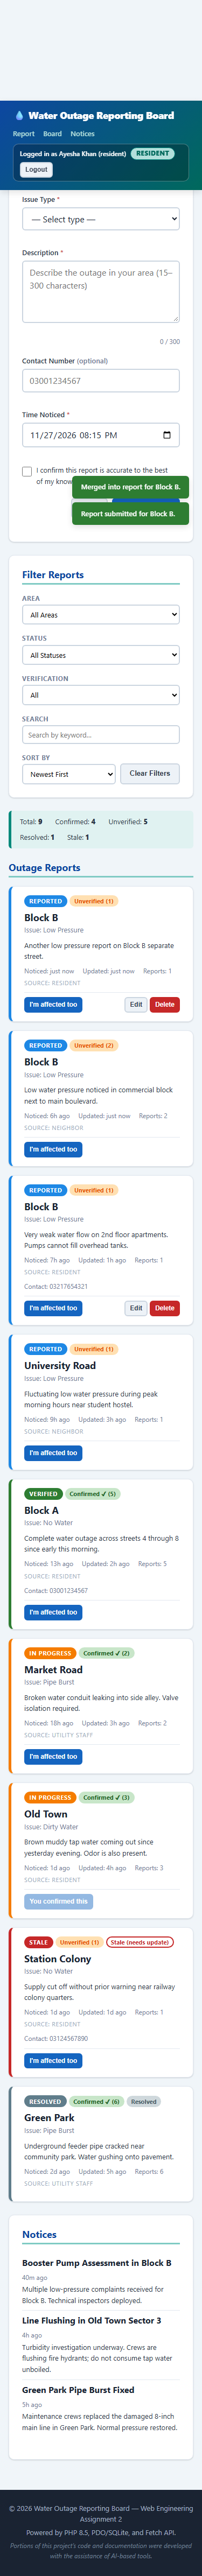 💧 Water Outage Reporting Board
Report Board Notices
Logged in as Ayesha Khan (resident) RESIDENT
Logout
Issue Type *
— Select type —
Description *
Describe the outage in your area (15–
300 characters)
0 / 300
Contact Number (optional)
03001234567
Time Noticed *
11/27/2026 08:15 PM
I confirm this report is accurate to the best
of my know
Merged into report for Block B.
Report submitted for Block B.
Filter Reports
AREA
All Areas
STATUS
All Statuses
VERIFICATION
All
SEARCH
Search by keyword...
SORT BY
Newest First Clear Filters
Total: 9 Confirmed: 4 Unverified: 5
Resolved: 1 Stale: 1
Outage Reports
REPORTED Unverified (1)
Block B
Issue: Low Pressure
Another low pressure report on Block B separate
street.
Noticed: just now Updated: just now Reports: 1
SOURCE: RESIDENT
I'm affected too Edit Delete
REPORTED Unverified (2)
Block B
Issue: Low Pressure
Low water pressure noticed in commercial block
next to main boulevard.
Noticed: 6h ago Updated: just now Reports: 2
SOURCE: NEIGHBOR
I'm affected too
REPORTED Unverified (1)
Block B
Issue: Low Pressure
Very weak water flow on 2nd floor apartments.
Pumps cannot fill overhead tanks.
Noticed: 7h ago Updated: 1h ago Reports: 1
SOURCE: RESIDENT
Contact: 03217654321
I'm affected too Edit Delete
REPORTED Unverified (1)
University Road
Issue: Low Pressure
Fluctuating low water pressure during peak
morning hours near student hostel.
Noticed: 9h ago Updated: 3h ago Reports: 1
SOURCE: NEIGHBOR
I'm affected too
VERIFIED Confirmed ✓ (5)
Block A
Issue: No Water
Complete water outage across streets 4 through 8
since early this morning.
Noticed: 13h ago Updated: 2h ago Reports: 5
SOURCE: RESIDENT
Contact: 03001234567
I'm affected too
IN PROGRESS Confirmed ✓ (2)
Market Road
Issue: Pipe Burst
Broken water conduit leaking into side alley. Valve
isolation required.
Noticed: 18h ago Updated: 3h ago Reports: 2
SOURCE: UTILITY STAFF
I'm affected too
IN PROGRESS Confirmed ✓ (3)
Old Town
Issue: Dirty Water
Brown muddy tap water coming out since
yesterday evening. Odor is also present.
Noticed: 1d ago Updated: 4h ago Reports: 3
SOURCE: RESIDENT
You confirmed this
STALE Unverified (1) Stale (needs update)
Station Colony
Issue: No Water
Supply cut off without prior warning near railway
colony quarters.
Noticed: 1d ago Updated: 1d ago Reports: 1
SOURCE: RESIDENT
Contact: 03124567890
I'm affected too
RESOLVED Confirmed ✓ (6) Resolved
Green Park
Issue: Pipe Burst
Underground feeder pipe cracked near
community park. Water gushing onto pavement.
Noticed: 2d ago Updated: 5h ago Reports: 6
SOURCE: UTILITY STAFF
Notices
Booster Pump Assessment in Block B
40m ago
Multiple low-pressure complaints received for
Block B. Technical inspectors deployed.
Line Flushing in Old Town Sector 3
4h ago
Turbidity investigation underway. Crews are
flushing fire hydrants; do not consume tap water
unboiled.
Green Park Pipe Burst Fixed
5h ago
Maintenance crews replaced the damaged 8-inch
main line in Green Park. Normal pressure restored.
© 2026 Water Outage Reporting Board — Web Engineering
Assignment 2
Powered by PHP 8.5, PDO/SQLite, and Fetch API.
Portions of this project's code and documentation were developed
with the assistance of AI-based tools.